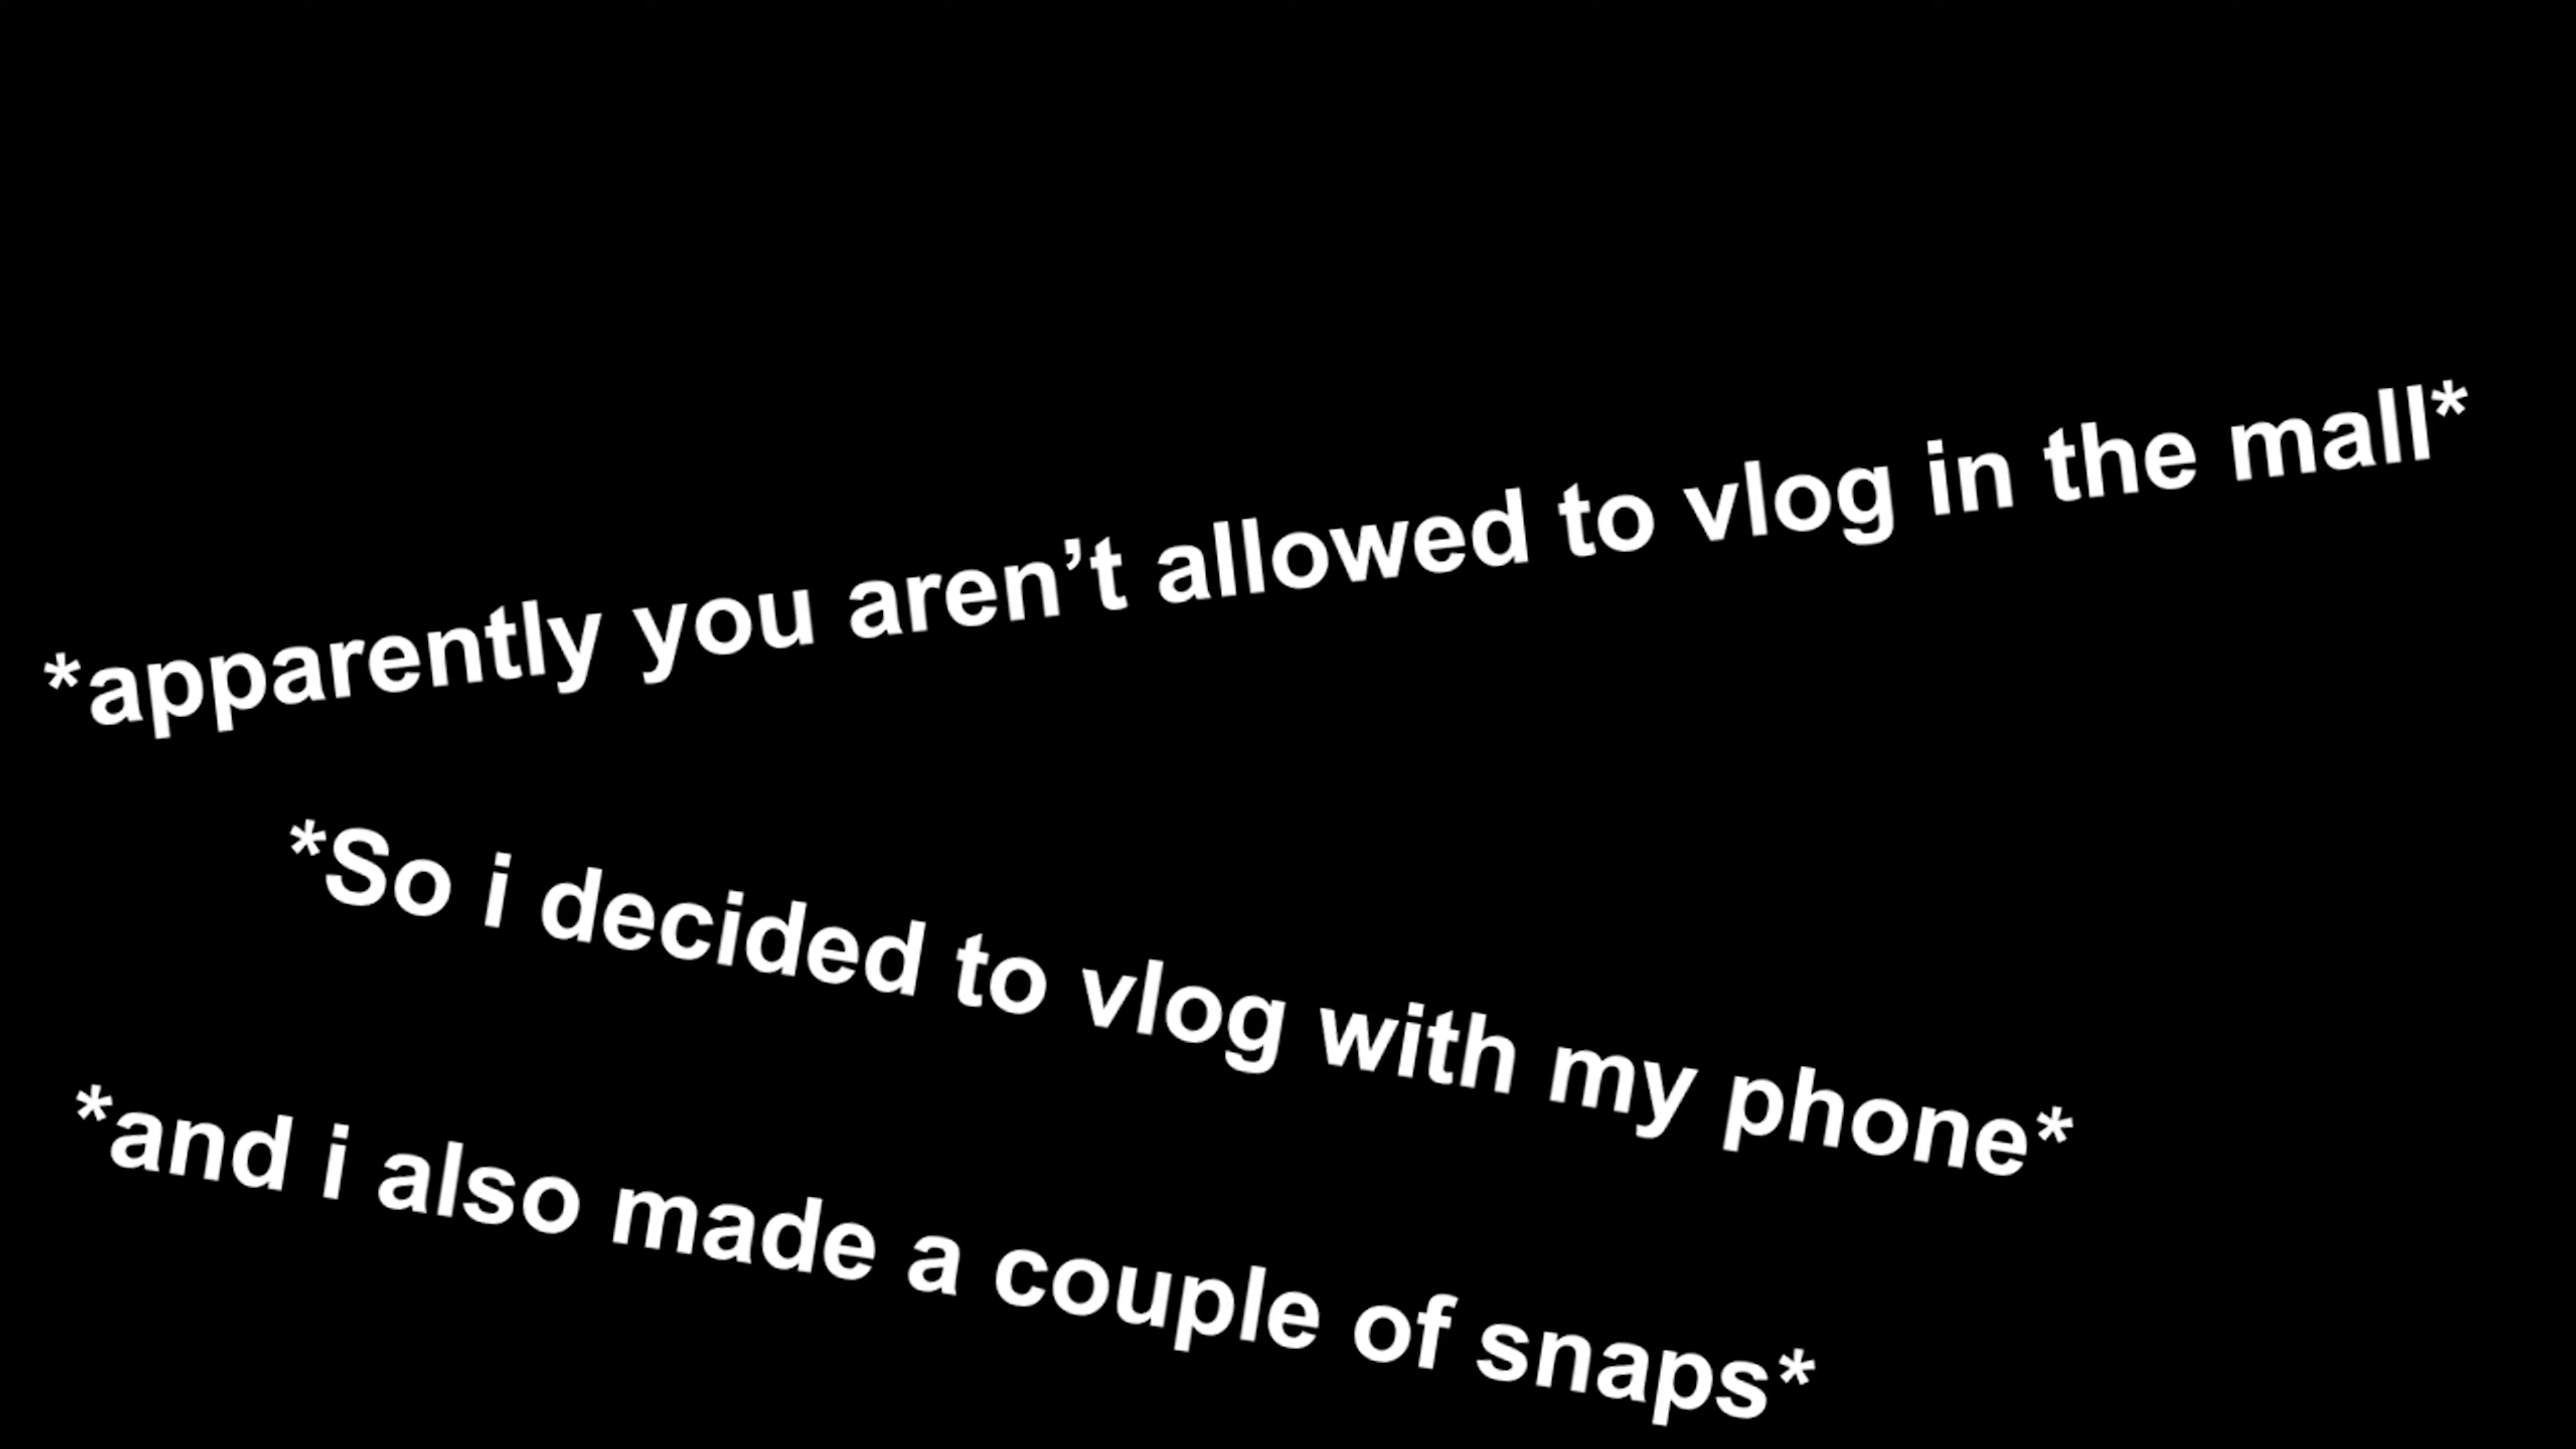 *apparently you aren’t allowed to vlog in the mall*
*So i decided to vlog with my phone*
*and i also made a couple of snaps*